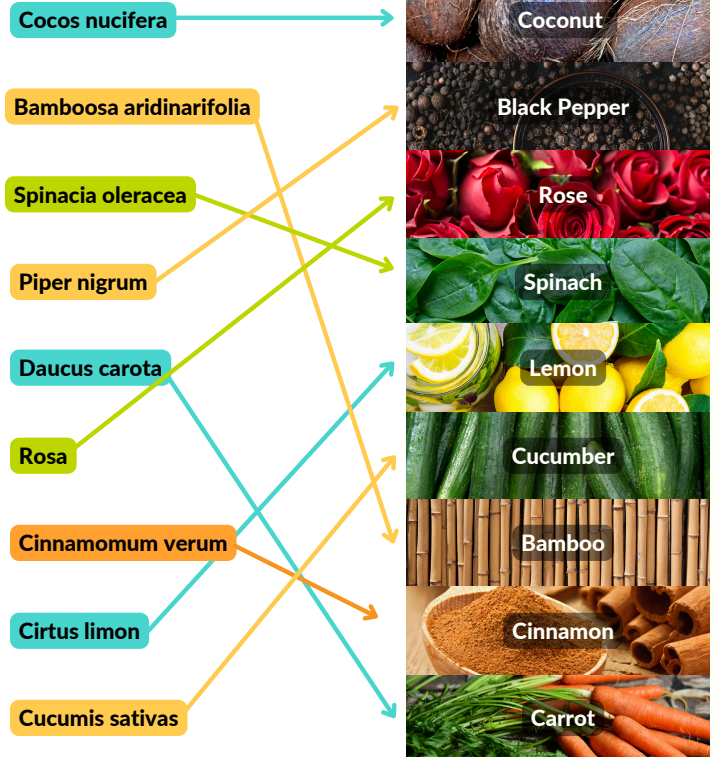 Cocos nucifera
Coconut
Bamboosa aridinarifolia
Black Pepper
Spinacia oleracea
Rose
Piper nigrum
Spinach
Daucus carota
Lemon
Rosa
Cucumber
Cinnamomum verum
Bamboo
Cirtus limon
Cinnamon
Cucumis sativas
Carrot